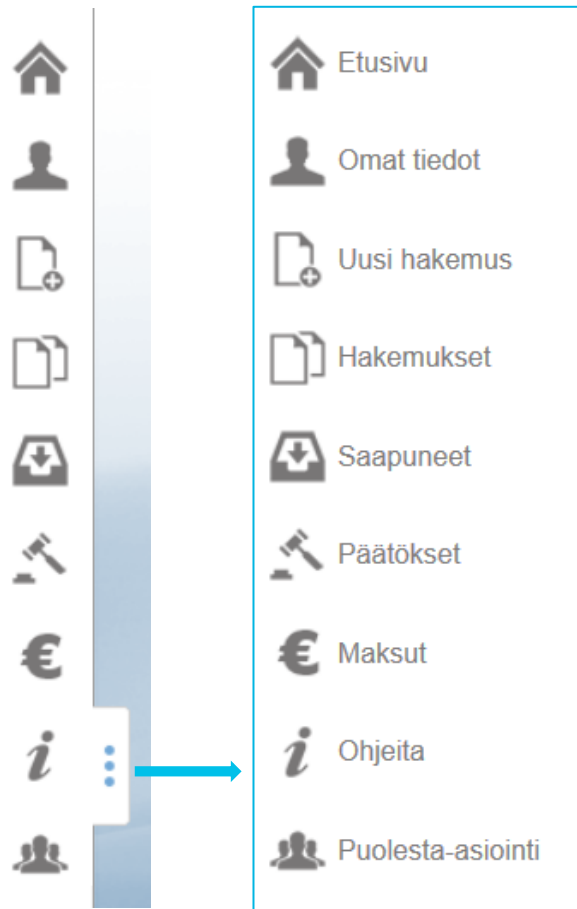 Etusivu
Omat tiedot
Uusi hakemus
Hakemukset
Saapuneet
Päätökset
Maksut
Ohjeita
Puolesta-asiointi